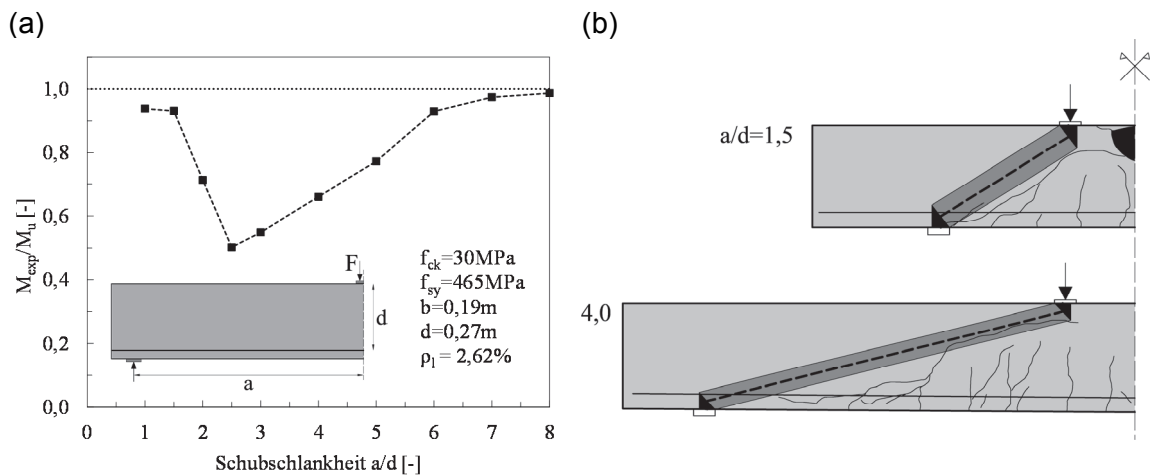 (a)
1,0
0,8
0,6
0,4
0,2
0,0
M_exp/M_u [-]
0 1 2 3 4 5 6 7 8
Schubschlankheit a/d [-]
F
d
a
f_ck=30MPa
f_sy=465MPa
b=0,19m
d=0,27m
ρ_l = 2,62%
(b)
a/d=1,5
4,0